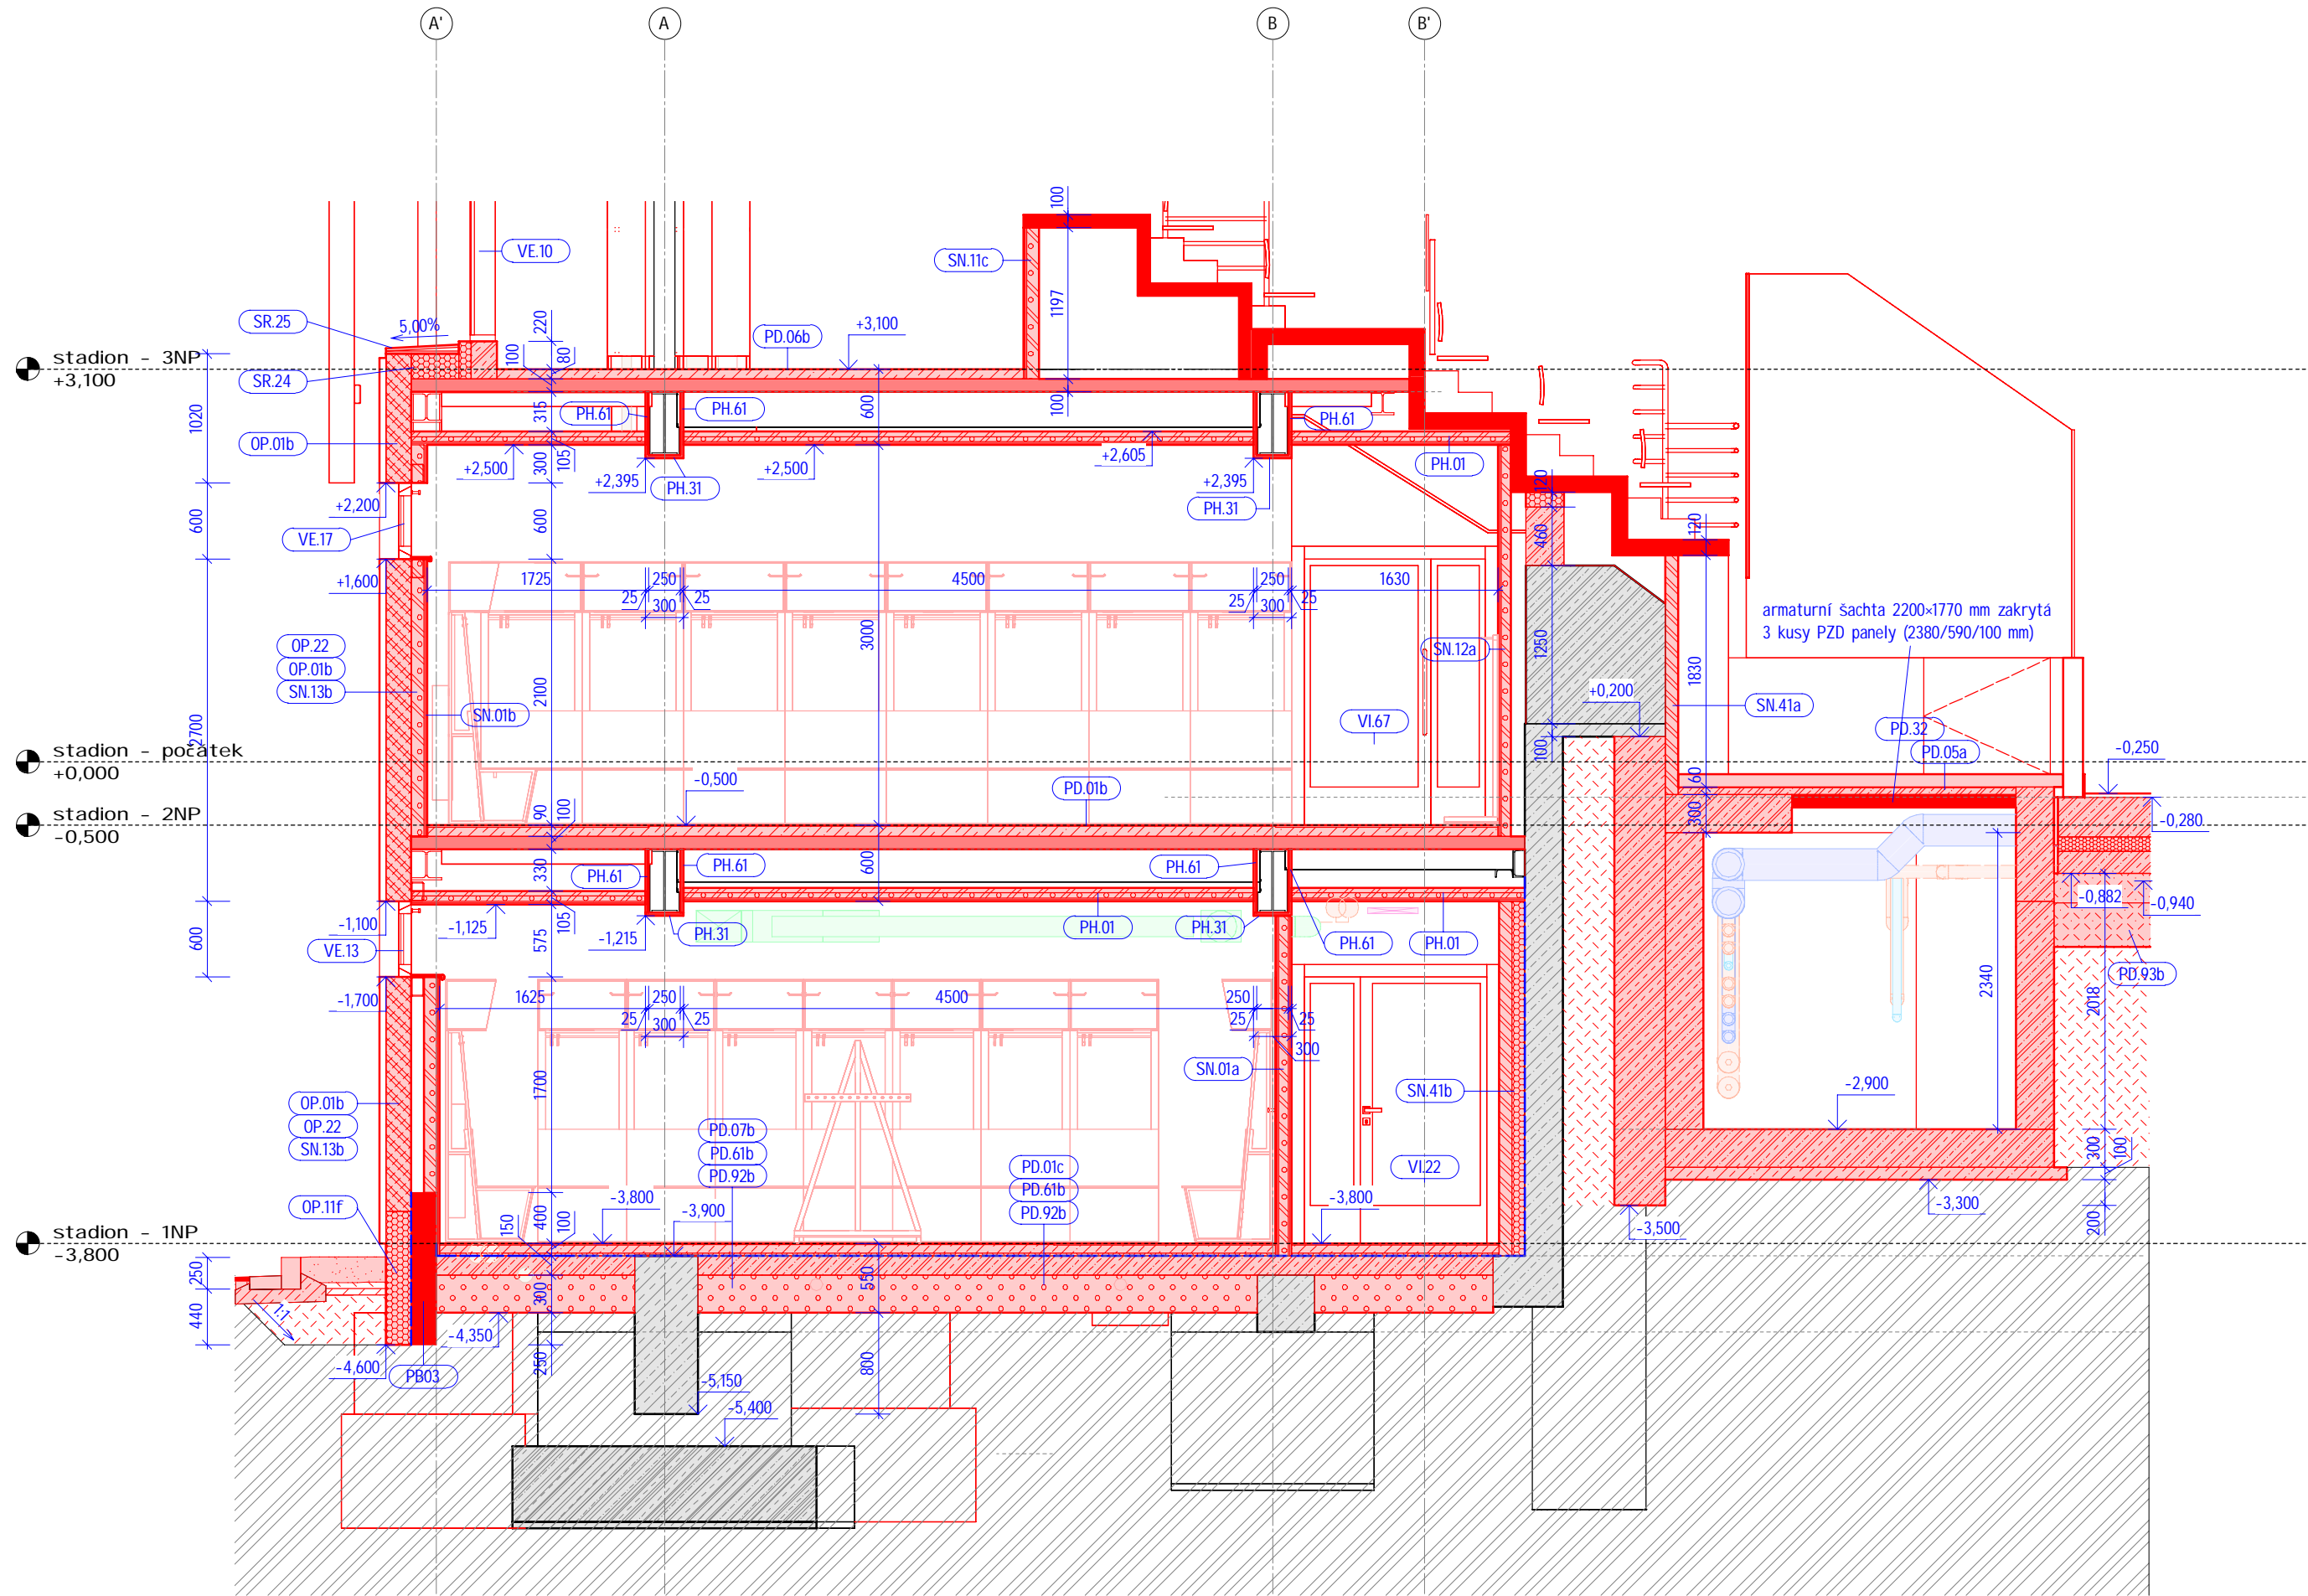 A'
A
B
B'
VE.10
SN.11c
100
1197
SR.25
5,00%
220
100
80
PD.06b
+3,100
stadion - 3NP
+3,100
SR.24
1020
315
PH.61
PH.61
600
100
PH.61
OP.01b
+2,500
300
105
+2,395
PH.31
+2,500
+2,605
+2,395
PH.31
PH.01
120
+2,200
600
VE.17
600
460
120
+1,600
1725
250
4500
250
1630
25
300
25
25
300
25
armaturní šachta 2200×1770 mm zakrytá
3 kusy PZD panely (2380/590/100 mm)
OP.22
OP.01b
SN.13b
2100
3000
SN.12a
1250
1830
+0,200
SN.01b
VI.67
SN.41a
2700
PD.32
PD.05a
-0,250
stadion - počátek
+0,000
100
160
-0,500
PD.01b
90
100
300
-0,280
stadion - 2NP
-0,500
330
PH.61
PH.61
600
PH.61
-0,882
-0,940
-1,100
-1,125
105
-1,215
PH.31
PH.01
PH.31
PH.61
PH.01
600
VE.13
575
PD.93b
-1,700
1625
250
4500
250
25
300
25
25
25
300
2340
2018
1700
SN.01a
SN.41b
-2,900
OP.01b
OP.22
SN.13b
PD.07b
PD.61b
PD.92b
PD.01c
PD.61b
PD.92b
VI.22
300
100
OP.11f
150
400
100
-3,800
-3,900
-3,800
-3,300
-3,500
200
stadion - 1NP
-3,800
250
440
1:1
300
550
-4,350
-4,600
PB03
250
800
-5,150
-5,400